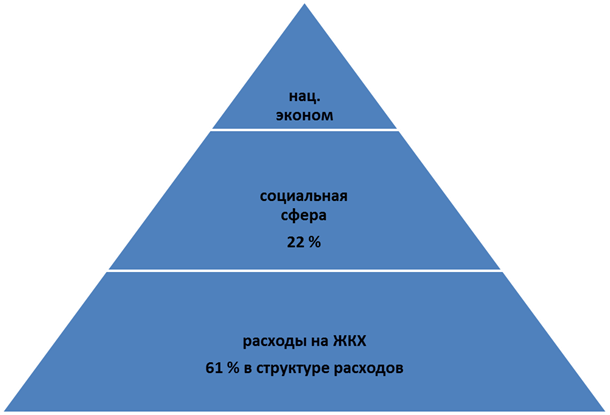 нац.
эконом
социальная
сфера
22 %
расходы на ЖКХ
61 % в структуре расходов